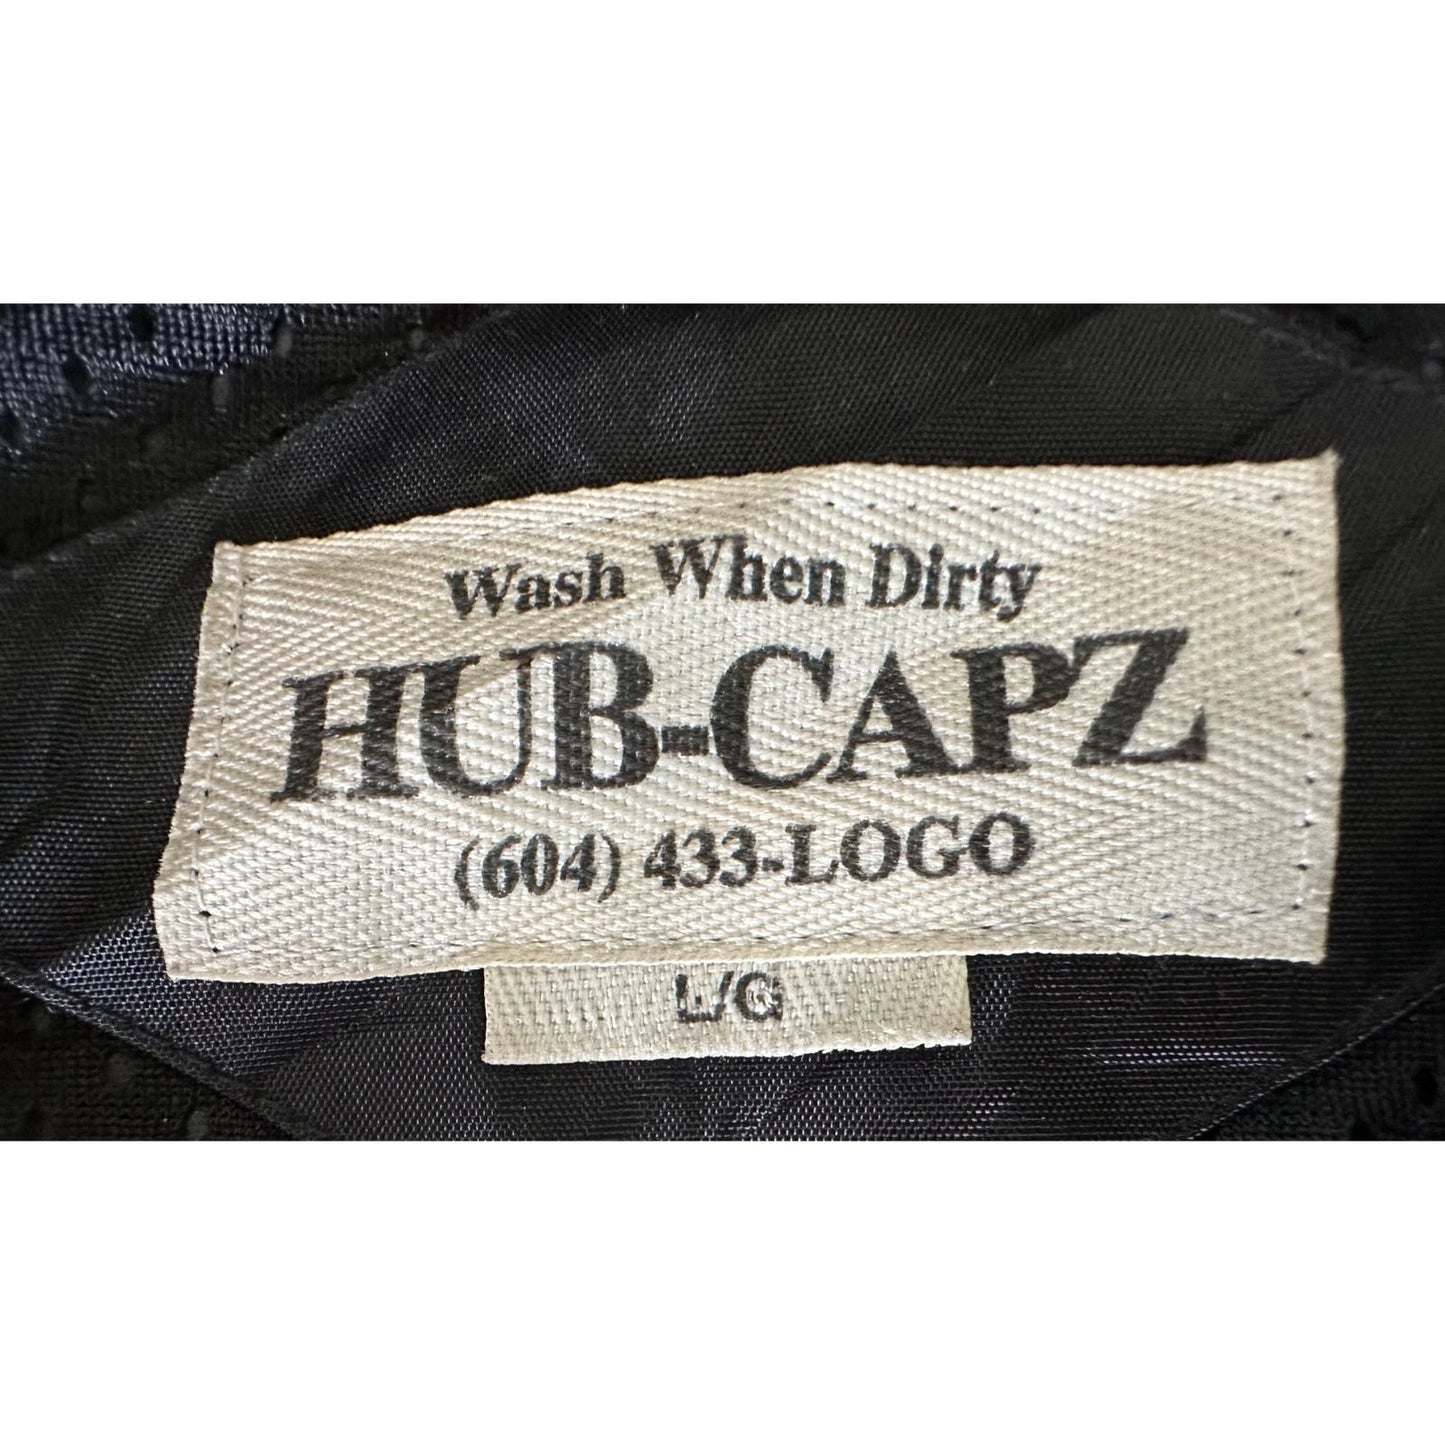 Wash When Dirty
HUB-CAPZ
(604) 433-LOGO
L/G